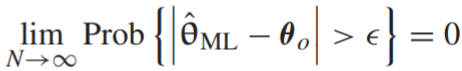 lim_{N→∞} Prob { |θ̂_ML − θ_o| > ϵ } = 0